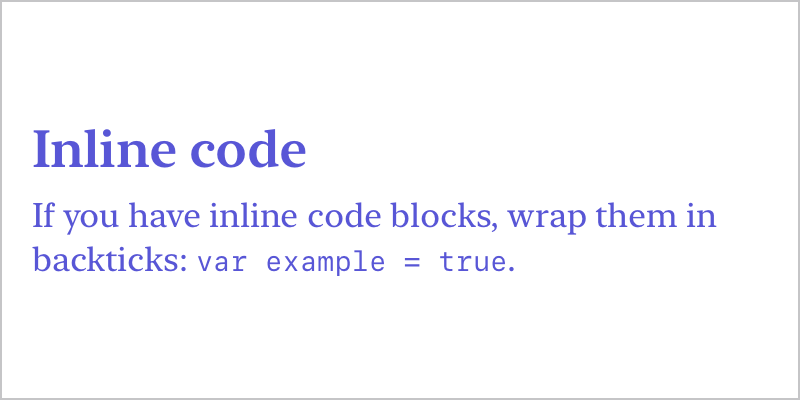 Inline code
If you have inline code blocks, wrap them in
backticks: var example = true.